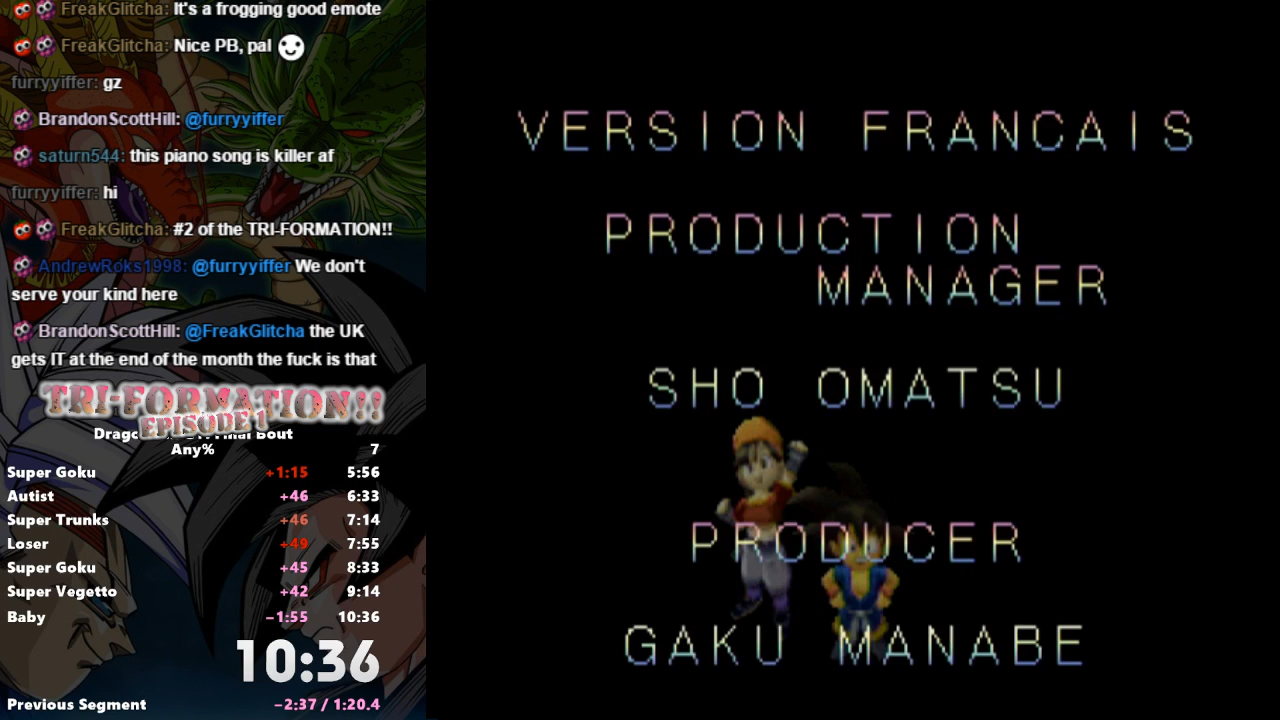 FreakGlitcha: It's a frogging good emote
FreakGlitcha: Nice PB, pal
furryyiffer: gz
BrandonScottHill: @furryyiffer
saturn544: this piano song is killer af
furryyiffer: hi
FreakGlitcha: #2 of the TRI-FORMATION!!
AndrewRoks1998: @furryyiffer We don't
serve your kind here
BrandonScottHill: @FreakGlitcha the UK
gets IT at the end of the month the fuck is that
TRI-FORMATION!!
EPISODE 1
Final Bout
Any% 7
Super Goku +1:15 5:56
Autist +46 6:33
Super Trunks +46 7:14
Loser +49 7:55
Super Goku +45 8:33
Super Vegetto +42 9:14
Baby −1:55 10:36
10:36
Previous Segment −2:37 / 1:20.4
VERSION FRANCAIS
PRODUCTION
MANAGER
SHO OMATSU
PRODUCER
GAKU MANABE